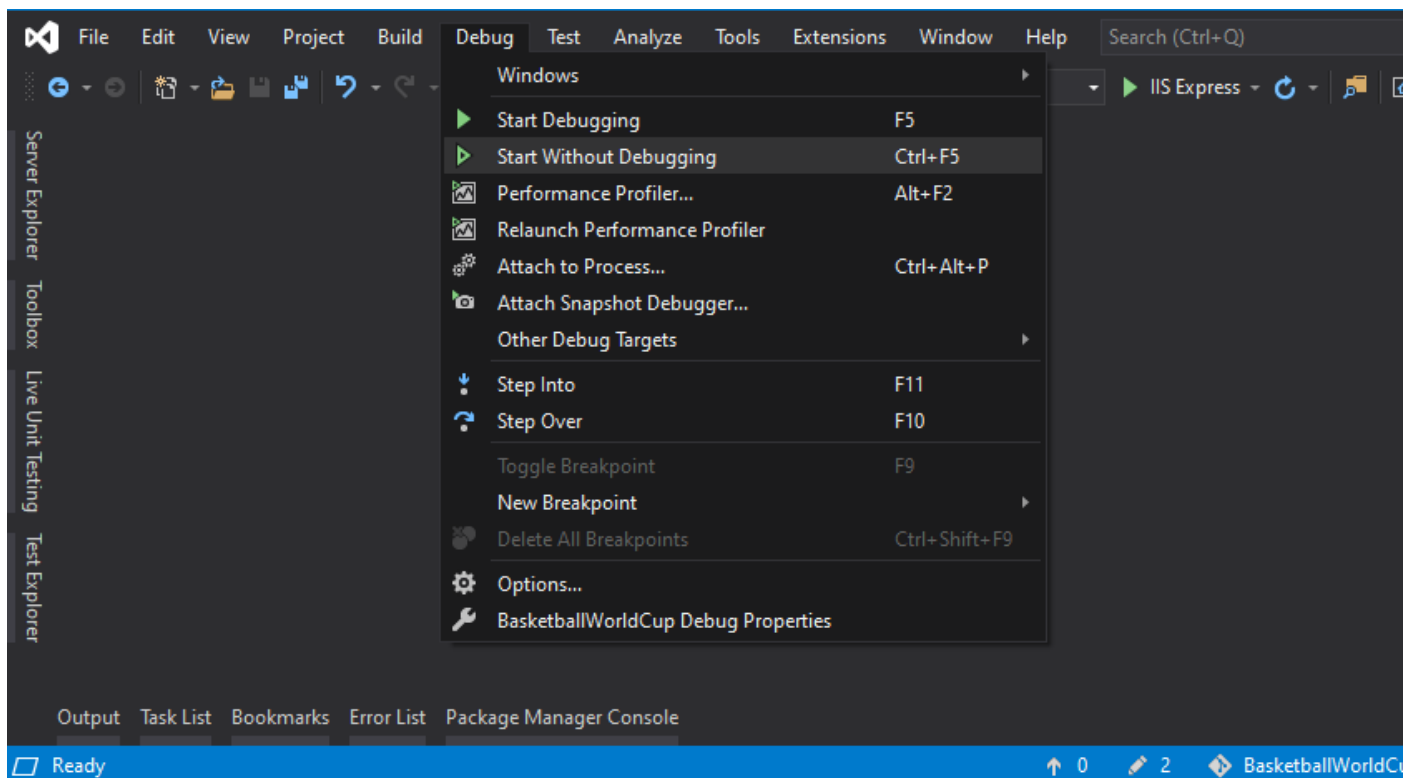 File Edit View Project Build Debug Test Analyze Tools Extensions Window Help Search (Ctrl+Q)
IIS Express
Windows
Start Debugging F5
Start Without Debugging Ctrl+F5
Performance Profiler... Alt+F2
Relaunch Performance Profiler
Attach to Process... Ctrl+Alt+P
Attach Snapshot Debugger...
Other Debug Targets
Step Into F11
Step Over F10
Toggle Breakpoint F9
New Breakpoint
Delete All Breakpoints Ctrl+Shift+F9
Options...
BasketballWorldCup Debug Properties
Server Explorer
Toolbox
Live Unit Testing
Test Explorer
Output Task List Bookmarks Error List Package Manager Console
Ready 0 2 BasketballWorldCu